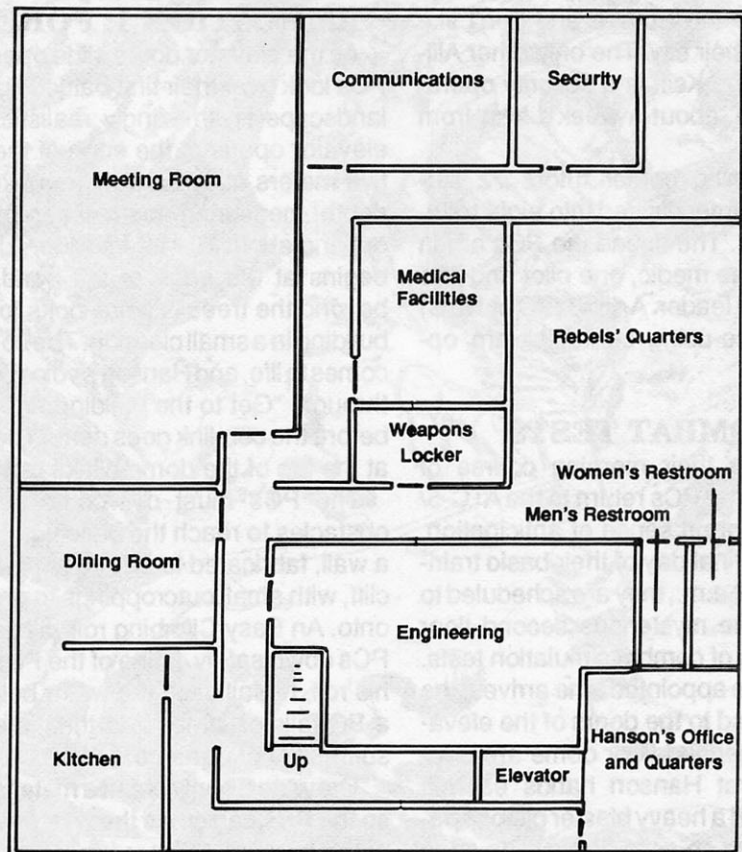 Communications
Security
Meeting Room
Medical
Facilities
Rebels' Quarters
Weapons
Locker
Women's Restroom
Men's Restroom
Dining Room
Engineering
Up
Elevator
Hanson's Office
and Quarters
Kitchen